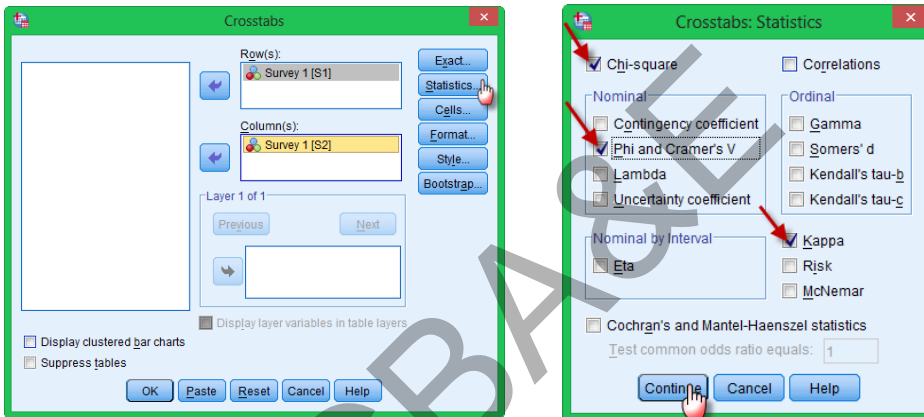 Crosstabs
Row(s):
Survey 1 [S1]
Column(s):
Survey 1 [S2]
Layer 1 of 1
Previous
Next
Display layer variables in table layers
Display clustered bar charts
Suppress tables
Exact...
Statistics...
Cells...
Format...
Style...
Bootstrap...
OK
Paste
Reset
Cancel
Help
Crosstabs: Statistics
Chi-square
Correlations
Nominal
Contingency coefficient
Phi and Cramer's V
Lambda
Uncertainty coefficient
Ordinal
Gamma
Somers' d
Kendall's tau-b
Kendall's tau-c
Nominal by Interval
Eta
Kappa
Risk
McNemar
Cochran's and Mantel-Haenszel statistics
Test common odds ratio equals: 1
Continue
Cancel
Help
SBA&E